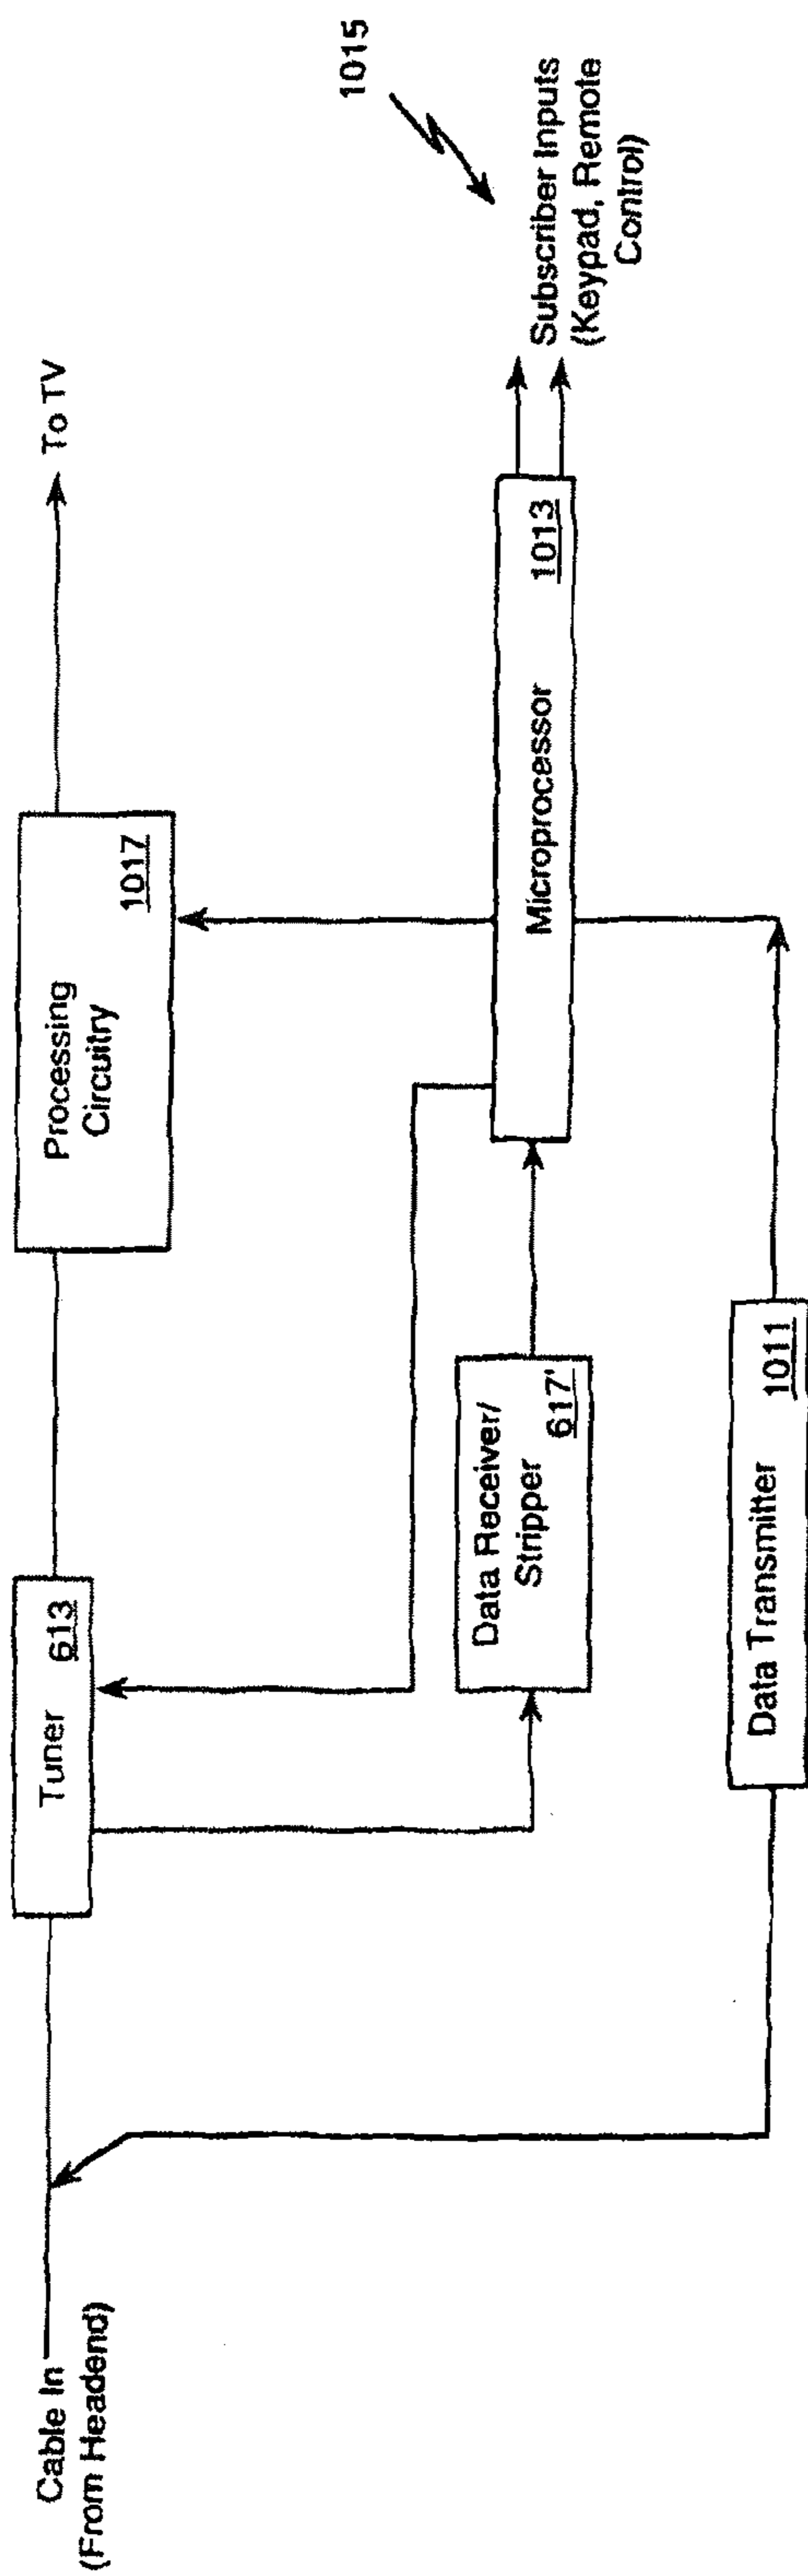 Cable In
(From Headend)
Tuner 613
Processing
Circuitry
1017
To TV
Data Receiver/
Stripper
617'
Microprocessor 1013
Data Transmitter 1011
1015
Subscriber Inputs
(Keypad, Remote
Control)